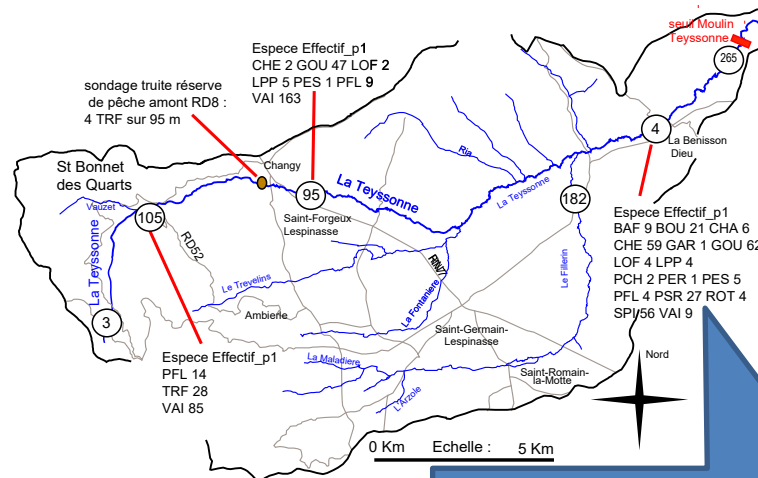 seuil Moulin
Teyssonne
265
Espece Effectif_p1
CHE 2 GOU 47 LOF 2
LPP 5 PES 1 PFL 9
VAI 163
sondage truite réserve
de pêche amont RD8 :
4 TRF sur 95 m
4
La Benisson
Dieu
Ria
St Bonnet
des Quarts
Changy
La Teyssonne
La Teyssonne
95
182
Vauzet
105
Saint-Forgeux
Lespinasse
RD52
La Teyssonne
RN7
Le Fillerin
Espece Effectif_p1
BAF 9 BOU 21 CHA 6
CHE 59 GAR 1 GOU 62
LOF 4 LPP 4
PCH 2 PER 1 PES 5
PFL 4 PSR 27 ROT 4
SPI 56 VAI 9
Le Trevelins
La Fontaniere
Ambierle
3
Saint-Germain-
Lespinasse
Espece Effectif_p1
PFL 14
TRF 28
VAI 85
La Maladiere
L'Arzole
Saint-Romain-
la-Motte
Nord
0 Km Echelle : 5 Km